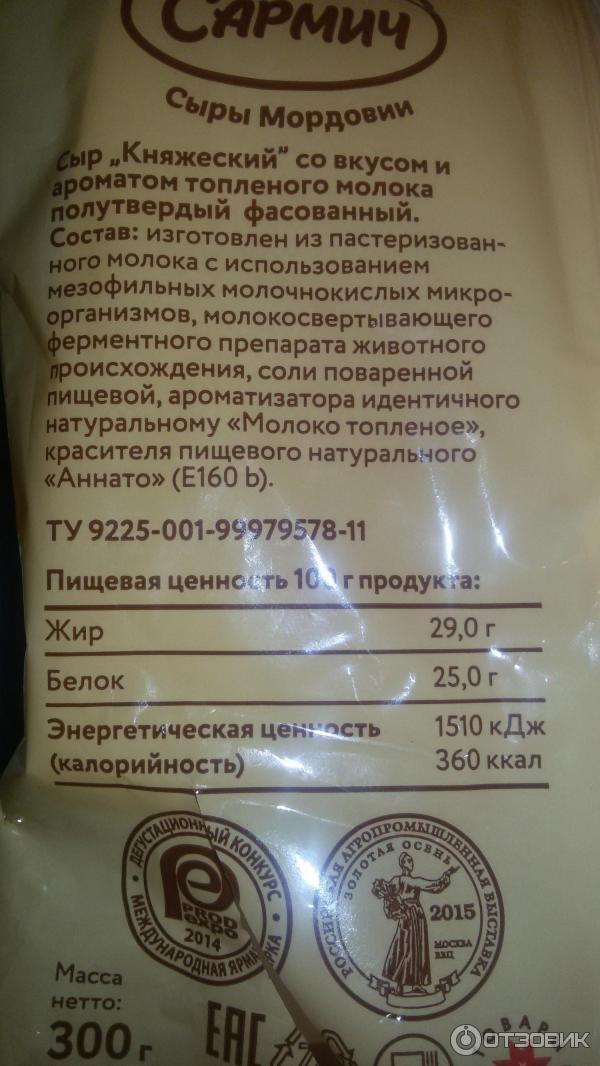 САРМИЧ
Сыры Мордовии
Сыр „Княжеский” со вкусом и
ароматом топленого молока
полутвердый фасованный.
Состав: изготовлен из пастеризован-
ного молока с использованием
мезофильных молочнокислых микро-
организмов, молокосвертывающего
ферментного препарата животного
происхождения, соли поваренной
пищевой, ароматизатора идентичного
натуральному «Молоко топленое»,
красителя пищевого натурального
«Аннато» (Е160 b).
ТУ 9225-001-99979578-11
Пищевая ценность 100 г продукта:
Жир 29,0 г
Белок 25,0 г
Энергетическая ценность 1510 кДж
(калорийность) 360 ккал
ДЕГУСТАЦИОННЫЙ КОНКУРС
PROD
expo
2014
МЕЖДУНАРОДНАЯ ЯРМАРКА
РОССИЙСКАЯ АГРОПРОМЫШЛЕННАЯ ВЫСТАВКА
ЗОЛОТАЯ ОСЕНЬ
2015
МОСКВА
ВВЦ
Масса
нетто:
300 г
ЕАС
ТОВАР
ОТЗОВИК